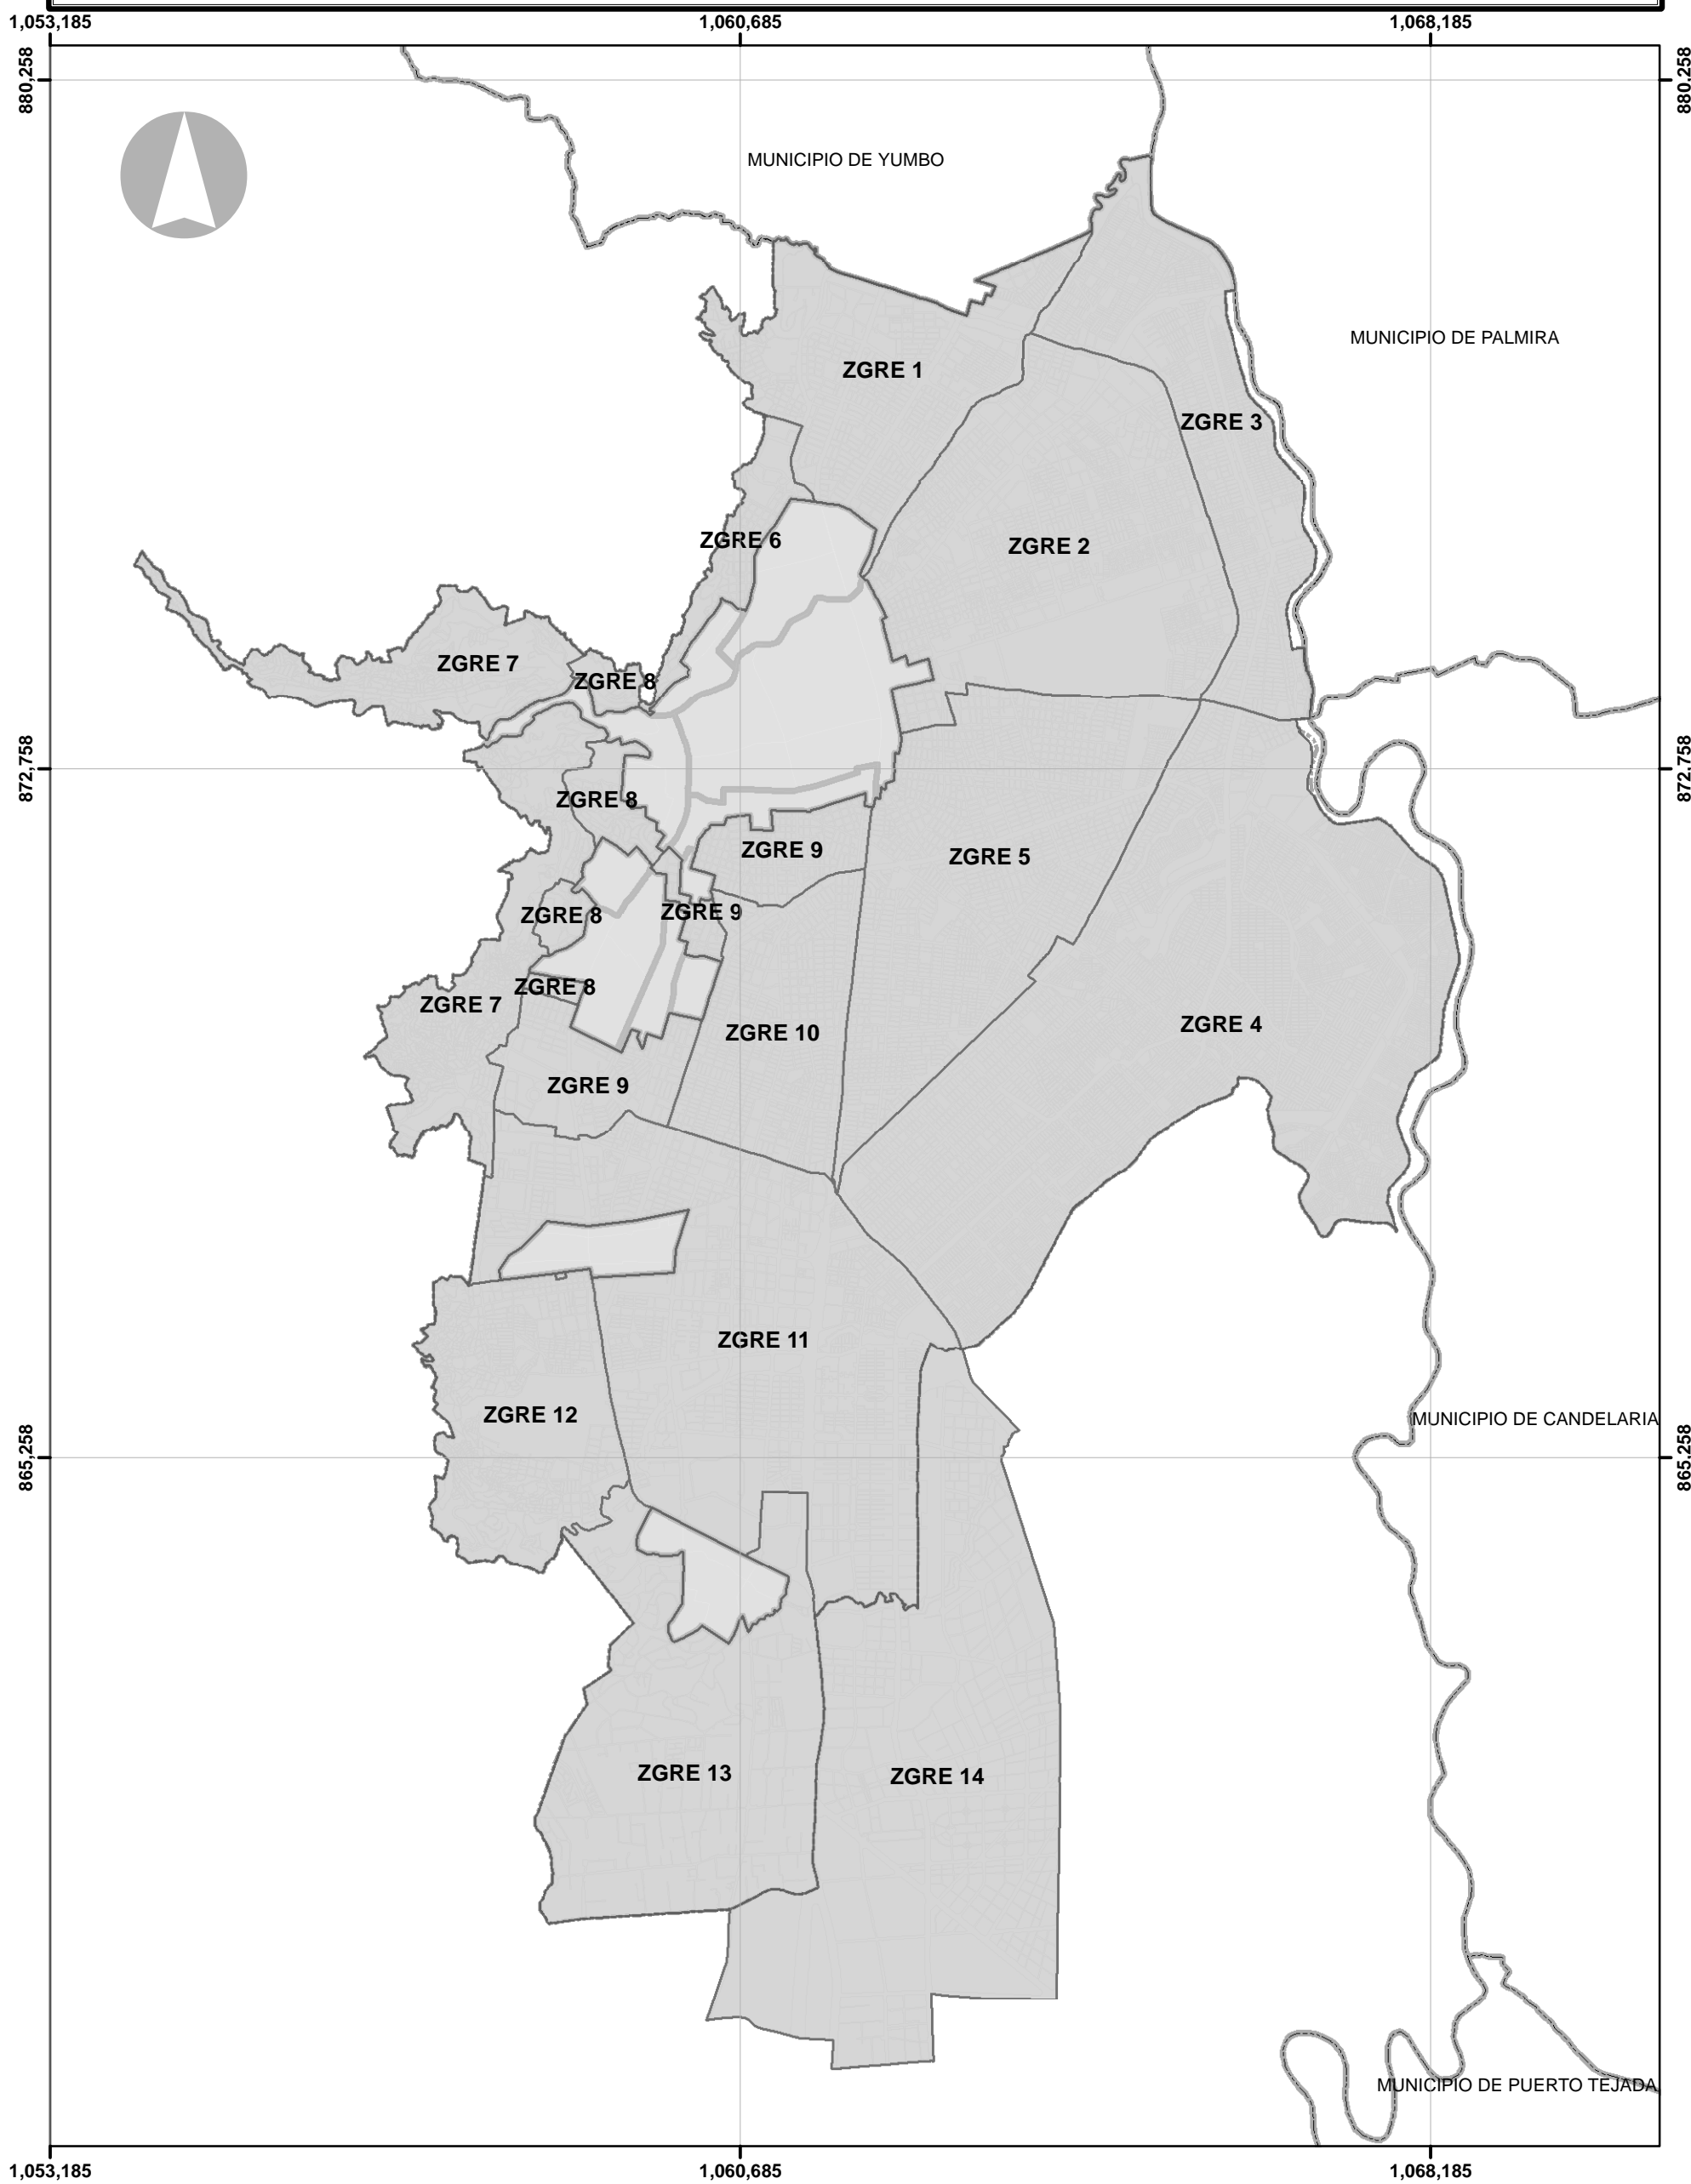 1,053,185
1,060,685
1,068,185
880,258
880,258
MUNICIPIO DE YUMBO
MUNICIPIO DE PALMIRA
ZGRE 1
ZGRE 3
ZGRE 6
ZGRE 2
ZGRE 7
ZGRE 8
872,758
872,758
ZGRE 8
ZGRE 9
ZGRE 5
ZGRE 8
ZGRE 9
ZGRE 8
ZGRE 7
ZGRE 10
ZGRE 4
ZGRE 9
ZGRE 11
ZGRE 12
MUNICIPIO DE CANDELARIA
865,258
865,258
ZGRE 13
ZGRE 14
MUNICIPIO DE PUERTO TEJADA
1,053,185
1,060,685
1,068,185